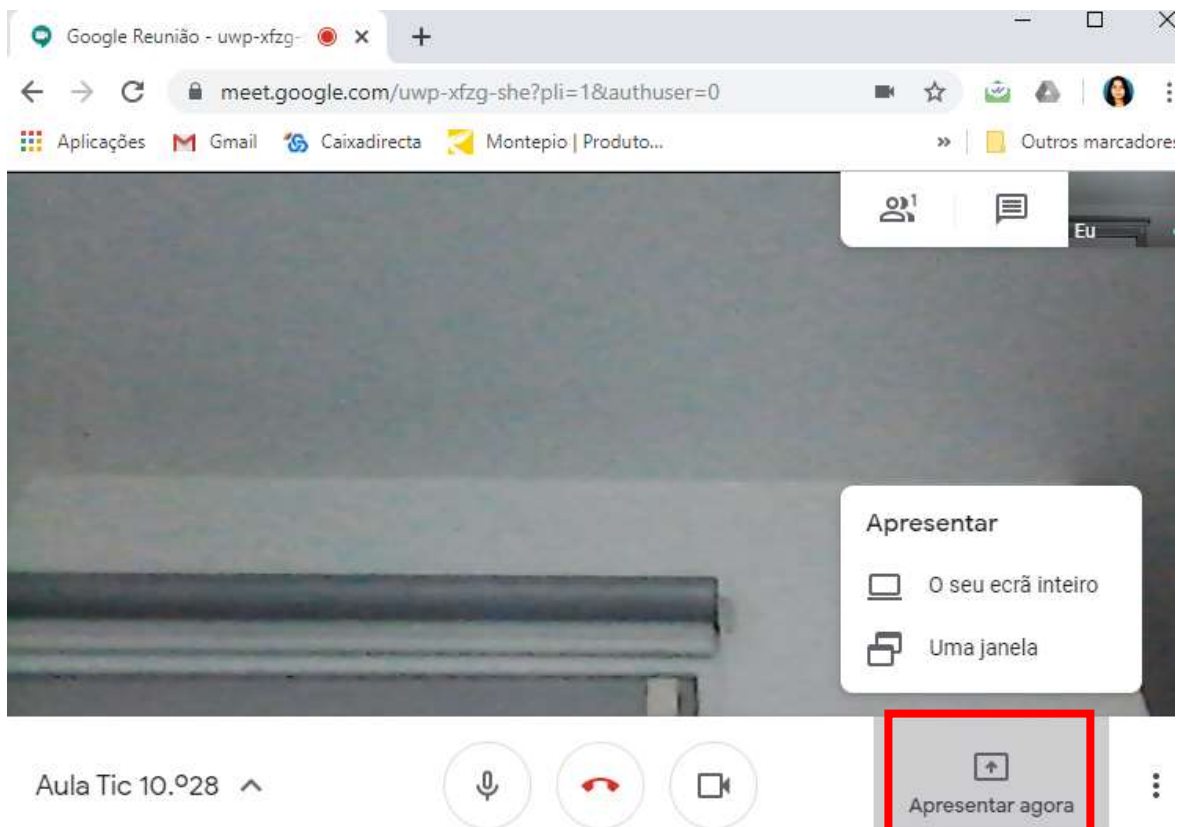 Google Reunião - uwp-xfzg-
meet.google.com/uwp-xfzg-she?pli=1&authuser=0
Aplicações Gmail Caixadirecta Montepio | Produto... » Outros marcadores
1
Eu
Apresentar
O seu ecrã inteiro
Uma janela
Aula Tic 10.º28
Apresentar agora